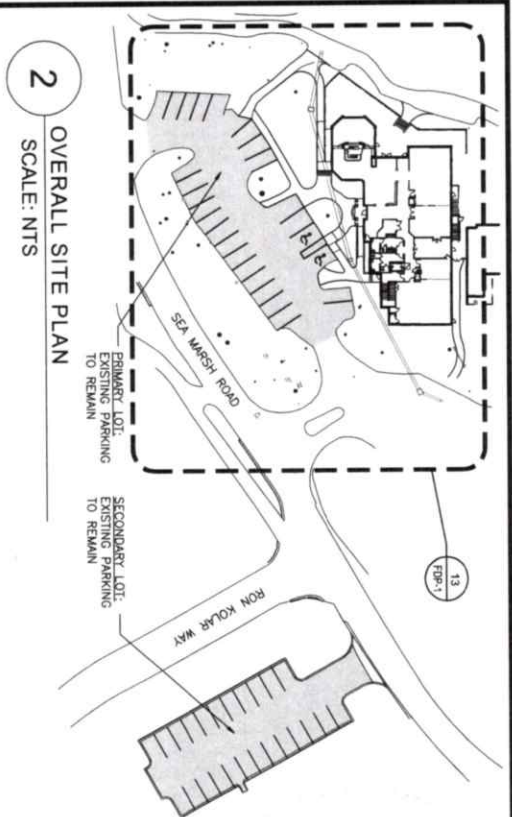 2
OVERALL SITE PLAN
SCALE: NTS
PRIMARY LOT:
EXISTING PARKING
TO REMAIN
SEA MARSH ROAD
SECONDARY LOT:
EXISTING PARKING
TO REMAIN
RON KOLAR WAY
13
FDP-1